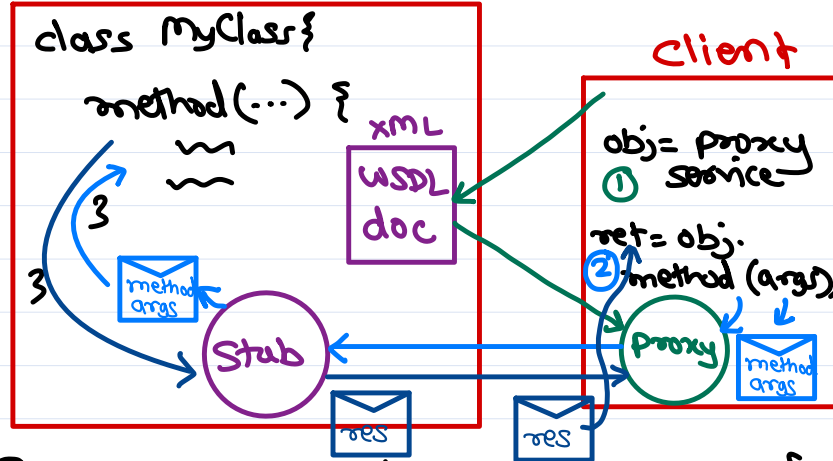 class MyClass{
method(...) {
3
3
method
args
Stub
res
xML
WSDL
doc
client
obj= proxy
① service
ret= obj.
② method (args)
proxy
method
args
res